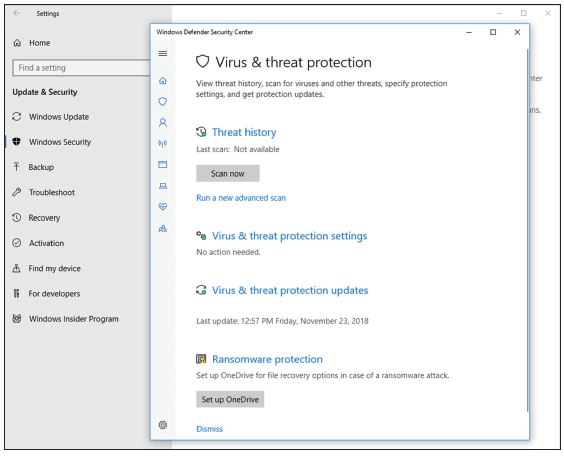 Settings
Home
Find a setting
Update & Security
Windows Update
Windows Security
Backup
Troubleshoot
Recovery
Activation
Find my device
For developers
Windows Insider Program
Windows Defender Security Center
Virus & threat protection
View threat history, scan for viruses and other threats, specify protection
settings, and get protection updates.
Threat history
Last scan: Not available
Scan now
Run a new advanced scan
Virus & threat protection settings
No action needed.
Virus & threat protection updates
Last update: 12:57 PM Friday, November 23, 2018
Ransomware protection
Set up OneDrive for file recovery options in case of a ransomware attack.
Set up OneDrive
Dismiss